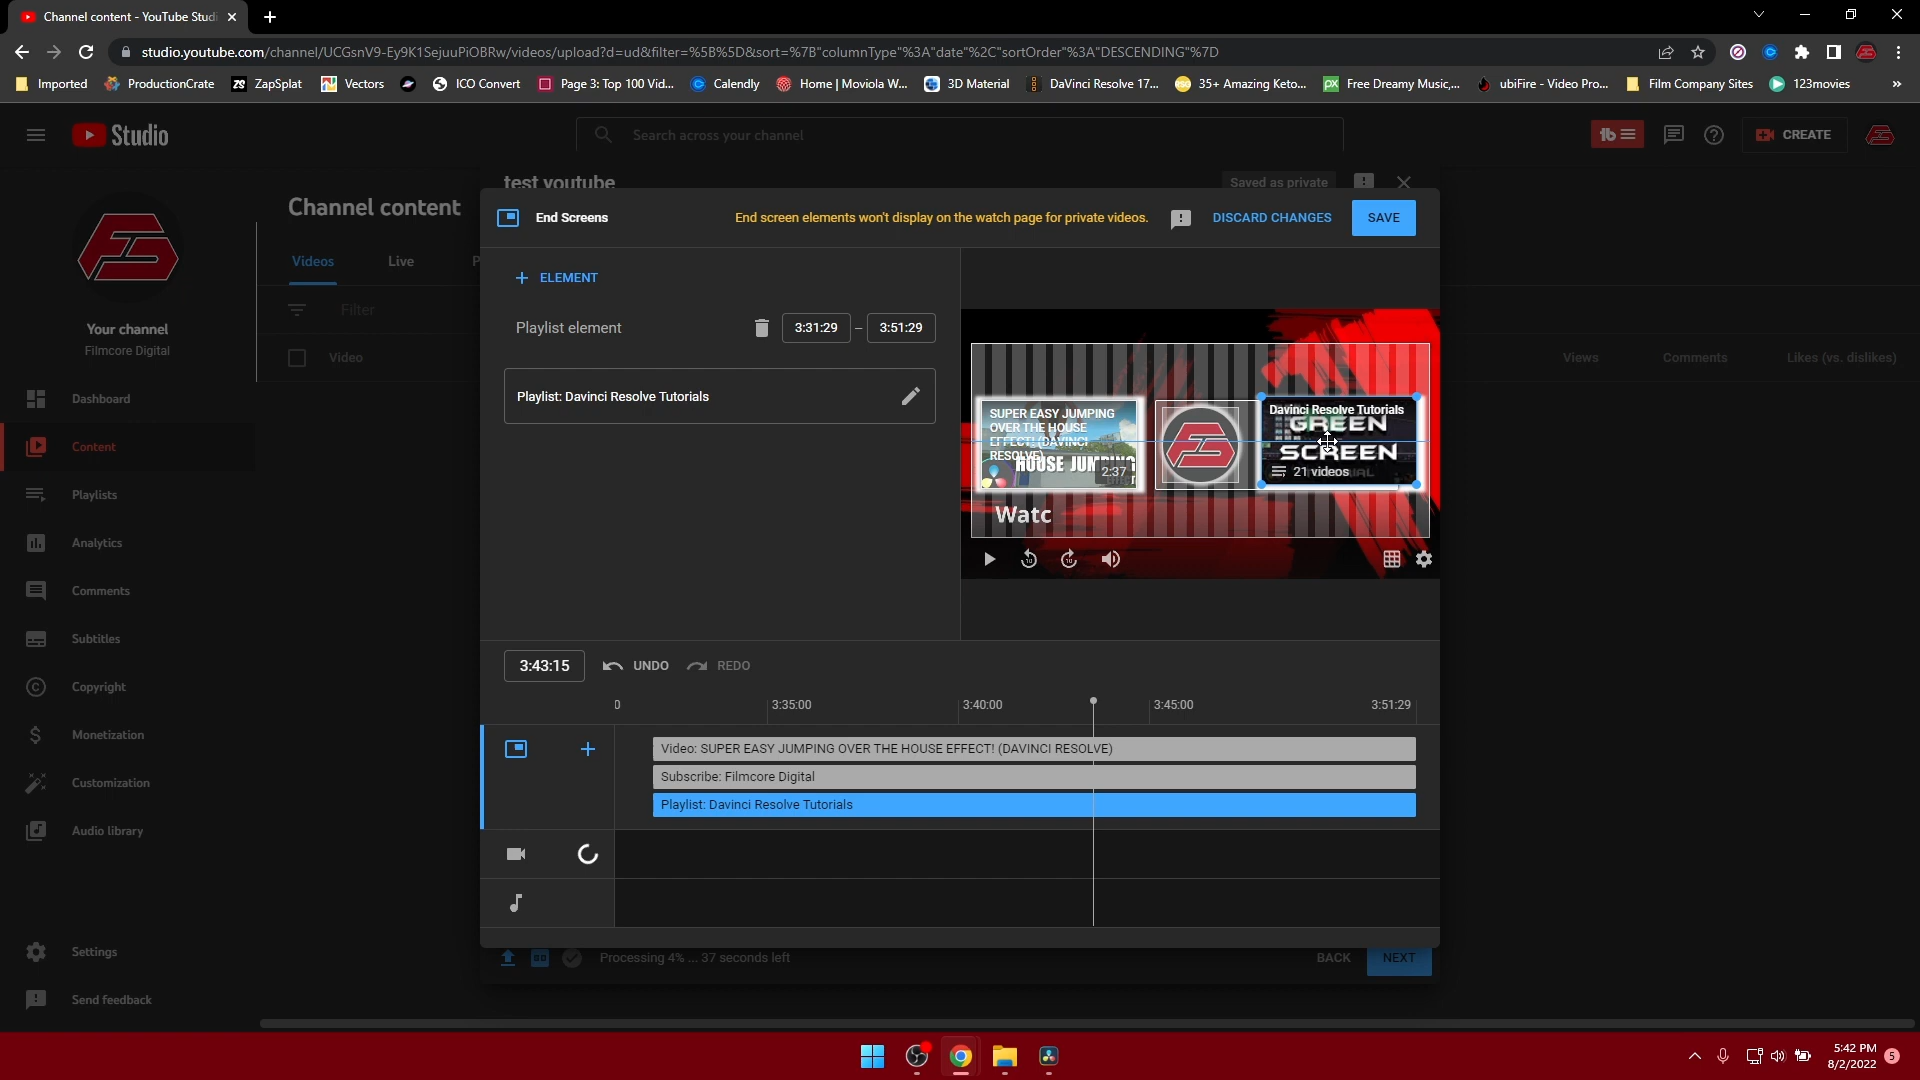 Channel content - YouTube Studi
studio.youtube.com/channel/UCGsnV9-Ey9K1SejuuPiOBRw/videos/upload?d=ud&filter=%5B%5D&sort=%7B"columnType"%3A"date"%2C"sortOrder"%3A"DESCENDING"%7D
Imported ProductionCrate ZS ZapSplat Vectors ICO Convert Page 3: Top 100 Vid... Calendly Home | Moviola W... 3D Material DaVinci Resolve 17... 35+ Amazing Keto... PX Free Dreamy Music,... ubiFire - Video Pro... Film Company Sites 123movies »
Studio
Search across your channel
CREATE
test youtube
Saved as private
Channel content
End Screens
End screen elements won't display on the watch page for private videos.
DISCARD CHANGES
SAVE
Videos
Live
P
ELEMENT
Filter
Your channel
Filmcore Digital
Playlist element
3:31:29 – 3:51:29
Video
Views
Comments
Likes (vs. dislikes)
Playlist: Davinci Resolve Tutorials
SUPER EASY JUMPING
OVER THE HOUSE
EFFECT! (DAVINCI
RESOLVE)
HOUSE JUMPING
2:37
Davinci Resolve Tutorials
GREEN
SCREEN
21 videos
Watc
Dashboard
Content
Playlists
Analytics
Comments
Subtitles
Copyright
Monetization
Customization
Audio library
Settings
Send feedback
3:43:15
UNDO
REDO
0
3:35:00
3:40:00
3:45:00
3:51:29
Video: SUPER EASY JUMPING OVER THE HOUSE EFFECT! (DAVINCI RESOLVE)
Subscribe: Filmcore Digital
Playlist: Davinci Resolve Tutorials
Processing 4% ... 37 seconds left
BACK
NEXT
5:42 PM
8/2/2022
5